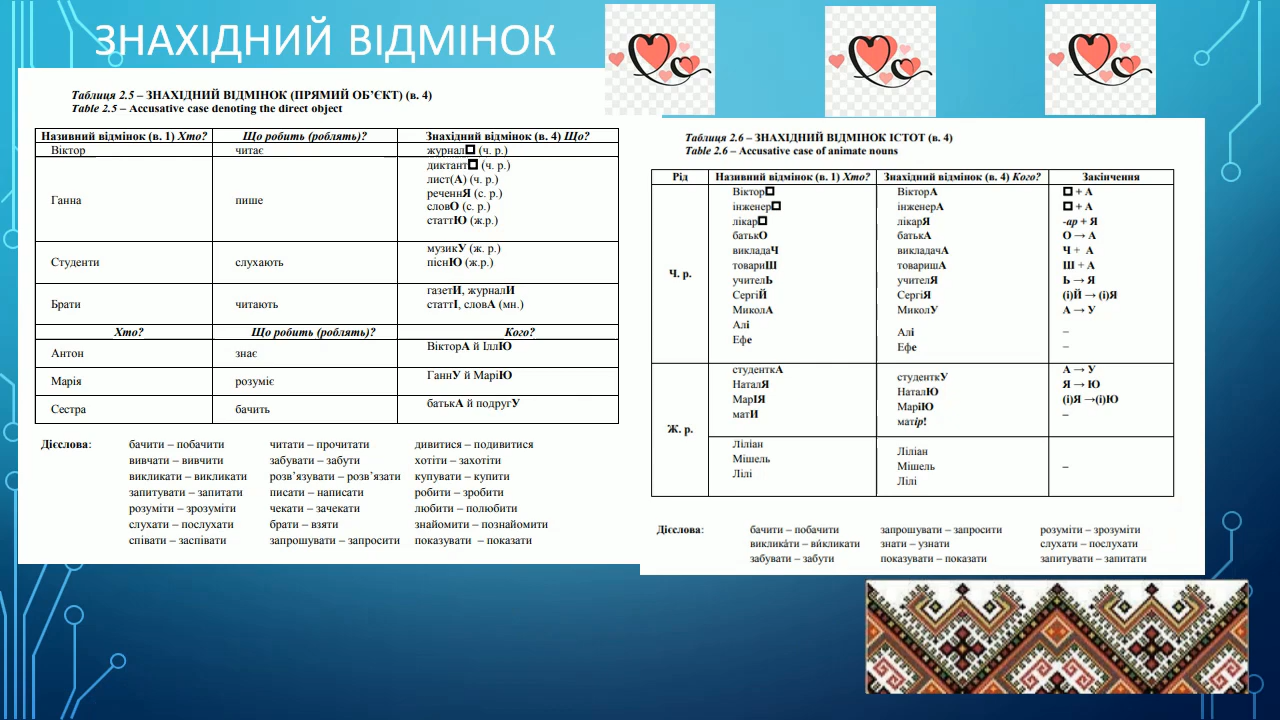 ЗНАХІДНИЙ ВІДМІНОК
Таблиця 2.5 – ЗНАХІДНИЙ ВІДМІНОК (ПРЯМИЙ ОБ’ЄКТ) (в. 4)
Table 2.5 – Accusative case denoting the direct object
Називний відмінок (в. 1) Хто? Що робить (роблять)? Знахідний відмінок (в. 4) Що?
Віктор читає журнал□ (ч. р.)
диктант□ (ч. р.)
лист(А) (ч. р.)
Ганна пише реченнЯ (с. р.)
словО (с. р.)
статтЮ (ж.р.)
музикУ (ж. р.)
Студенти слухають піснЮ (ж.р.)
газетИ, журналИ
Брати читають статтІ, словА (мн.)
Хто? Що робить (роблять)? Кого?
Антон знає ВікторА й ІллЮ
Марія розуміє ГаннУ й МаріЮ
Сестра бачить батькА й подругУ
Дієслова: бачити – побачити читати – прочитати дивитися – подивитися
вивчати – вивчити забувати – забути хотіти – захотіти
викликати – викликати розв’язувати – розв’язати купувати – купити
запитувати – запитати писати – написати робити – зробити
розуміти – зрозуміти чекати – зачекати любити – полюбити
слухати – послухати брати – взяти знайомити – познайомити
співати – заспівати запрошувати – запросити показувати – показати
Таблиця 2.6 – ЗНАХІДНИЙ ВІДМІНОК ІСТОТ (в. 4)
Table 2.6 – Accusative case of animate nouns
Рід Називний відмінок (в. 1) Хто? Знахідний відмінок (в. 4) Кого? Закінчення
Віктор□ ВікторА □ + А
інженер□ інженерА □ + А
лікар□ лікарЯ -ар + Я
батькО батькА О → А
викладаЧ викладачА Ч + А
Ч. р. товариШ товаришА Ш + А
учителЬ учителЯ Ь → Я
СергіЙ СергіЯ (і)Й → (і)Я
МиколА МиколУ А → У
Алі Алі –
Ефе Ефе –
студенткА студенткУ А → У
НаталЯ НаталЮ Я → Ю
МарІЯ МаріЮ (і)Я →(і)Ю
матИ матір! –
Ж. р.
Ліліан Ліліан
Мішель Мішель –
Лілі Лілі
Дієслова: бачити – побачити запрошувати – запросити розуміти – зрозуміти
виклика́ти – ви́кликати знати – узнати слухати – послухати
забувати – забути показувати – показати запитувати – запитати